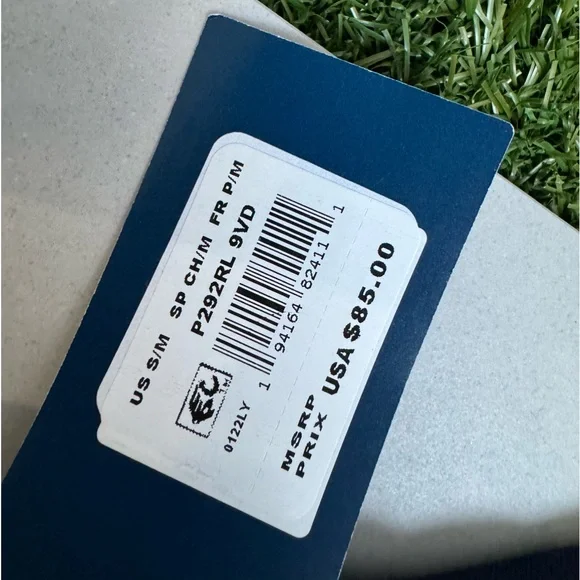 US S/M SP CH/M FR P/M
P292RL 9VD
1 94164 82411 1
0122LY
MSRP
PRIX USA$85.00